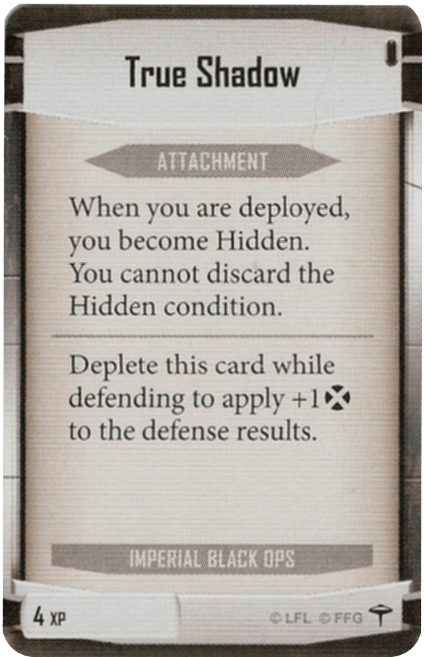 True Shadow
ATTACHMENT
When you are deployed,
you become Hidden.
You cannot discard the
Hidden condition.
Deplete this card while
defending to apply +1
to the defense results.
IMPERIAL BLACK OPS
4 XP
© LFL © FFG